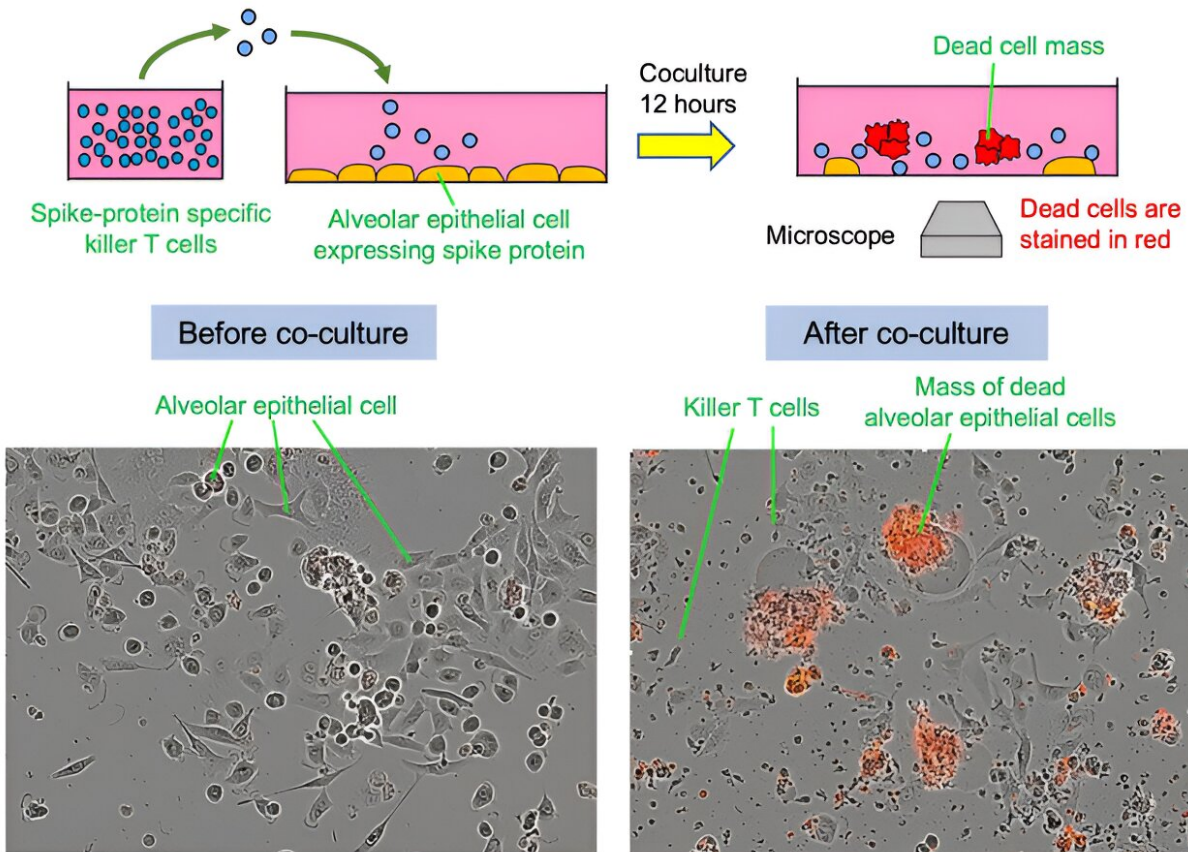 Dead cell mass
Coculture
12 hours
Spike-protein specific
killer T cells
Alveolar epithelial cell
expressing spike protein
Microscope
Dead cells are
stained in red
Before co-culture
After co-culture
Alveolar epithelial cell
Killer T cells
Mass of dead
alveolar epithelial cells